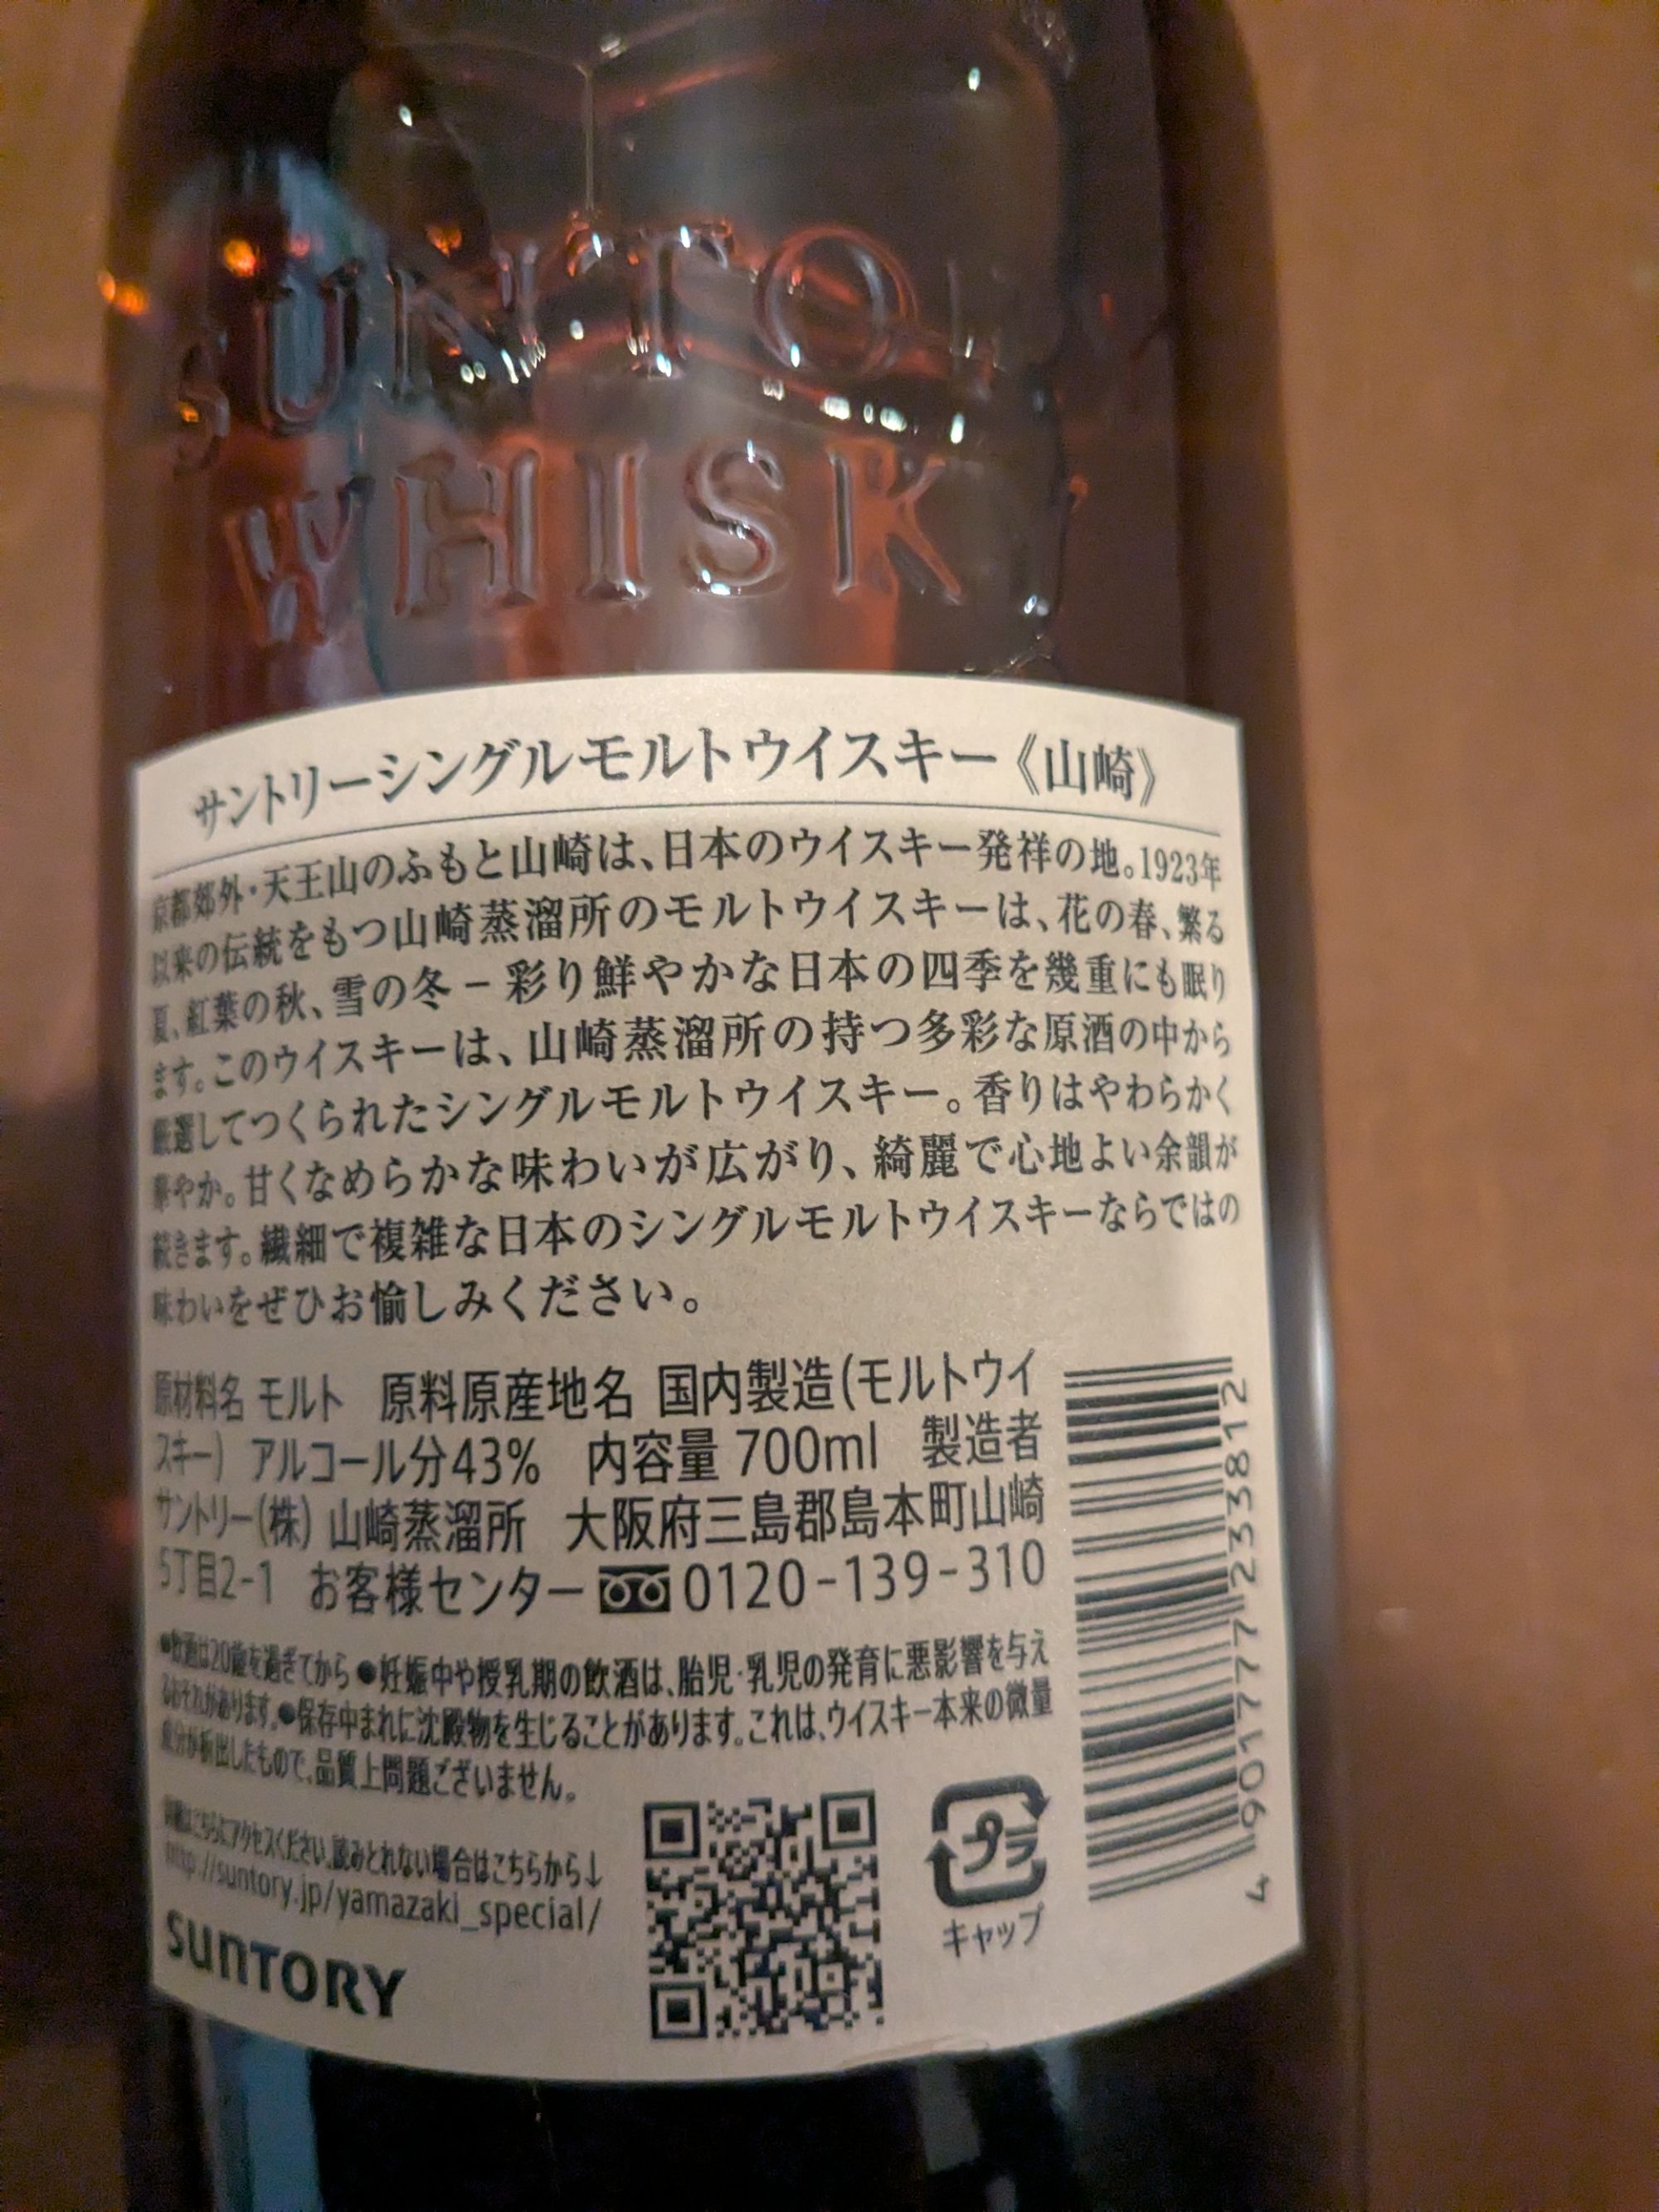 SUNTO
WHISK
サントリーシングルモルトウイスキー《山崎》
京都郊外・天王山のふもと山崎は、日本のウイスキー発祥の地。1923年
以来の伝統をもつ山崎蒸溜所のモルトウイスキーは、花の春、繁る
夏、紅葉の秋、雪の冬－彩り鮮やかな日本の四季を幾重にも眠り
ます。このウイスキーは、山崎蒸溜所の持つ多彩な原酒の中から
厳選してつくられたシングルモルトウイスキー。香りはやわらかく
華やか。甘くなめらかな味わいが広がり、綺麗で心地よい余韻が
続きます。繊細で複雑な日本のシングルモルトウイスキーならではの
味わいをぜひお愉しみください。
原材料名 モルト 原料原産地名 国内製造(モルトウイ
スキー) アルコール分43% 内容量 700ml 製造者
サントリー(株) 山崎蒸溜所 大阪府三島郡島本町山崎
5丁目2-1 お客様センター 0120-139-310
●飲酒は20歳を過ぎてから ●妊娠中や授乳期の飲酒は、胎児・乳児の発育に悪影響を与え
るおそれがあります。●保存中まれに沈殿物を生じることがあります。これは、ウイスキー本来の微量
成分が析出したもので、品質上問題ございません。
詳細はこちらにアクセスください。読みとれない場合はこちらから↓
http://suntory.jp/yamazaki_special/
SUNTORY
プラ
キャップ
4 901777 233812